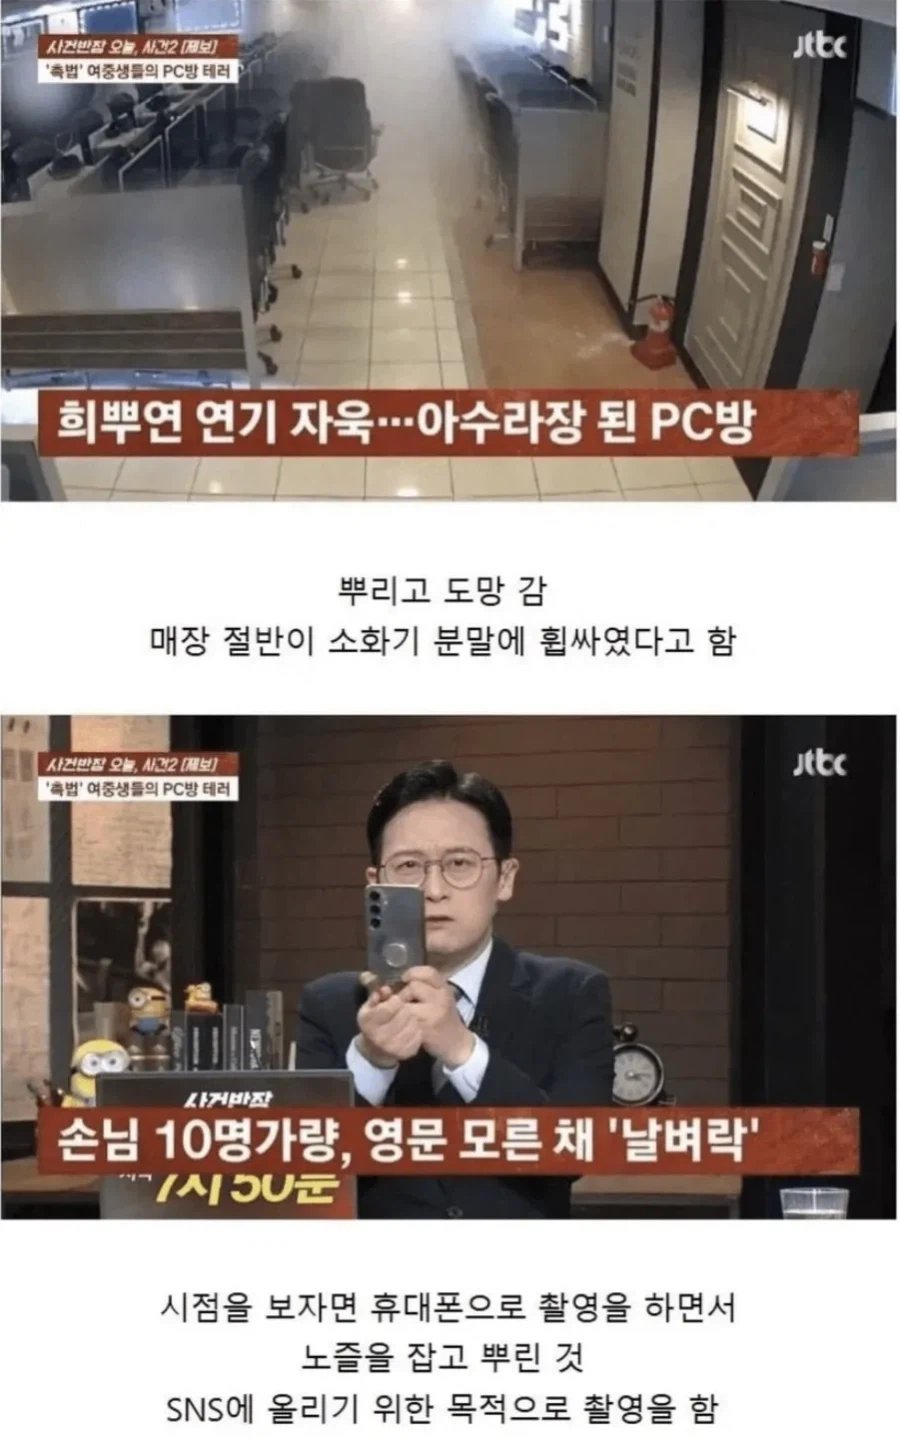 사건반장 오늘, 사건2 [제보]
'촉법' 여중생들의 PC방 테러
jtbc
희뿌연 연기 자욱…아수라장 된 PC방
뿌리고 도망 감
매장 절반이 소화기 분말에 휩싸였다고 함
사건반장 오늘, 사건2 [제보]
'촉법' 여중생들의 PC방 테러
jtbc
사건반장
손님 10명가량, 영문 모른 채 '날벼락'
7시 50분
시점을 보자면 휴대폰으로 촬영을 하면서
노즐을 잡고 뿌린 것
SNS에 올리기 위한 목적으로 촬영을 함